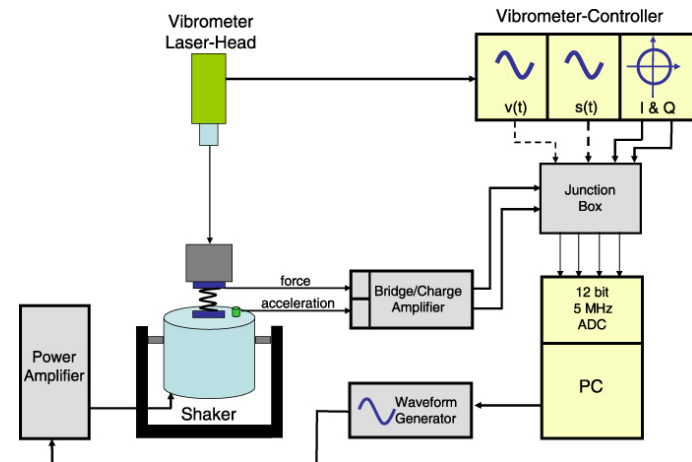 Vibrometer
Laser-Head
Vibrometer-Controller
v(t)
s(t)
I & Q
Junction
Box
force
acceleration
Bridge/Charge
Amplifier
12 bit
5 MHz
ADC
PC
Power
Amplifier
Shaker
Waveform
Generator